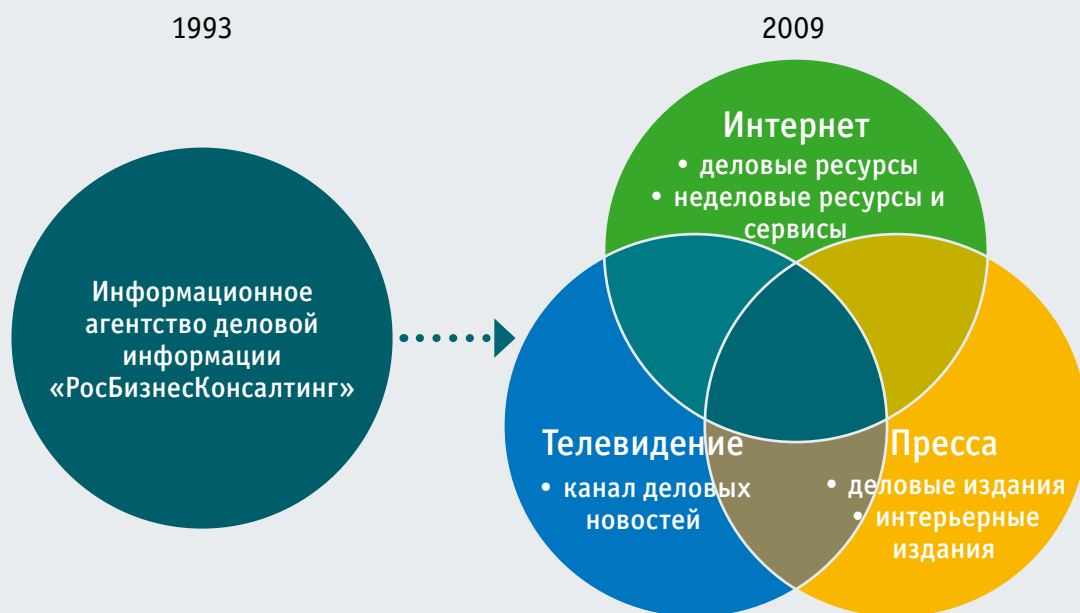 1993
2009
Информационное
агентство деловой
информации
«РосБизнесКонсалтинг»
Интернет
• деловые ресурсы
• неделовые ресурсы и
сервисы
Телевидение
• канал деловых
новостей
Пресса
• деловые издания
• интерьерные
издания